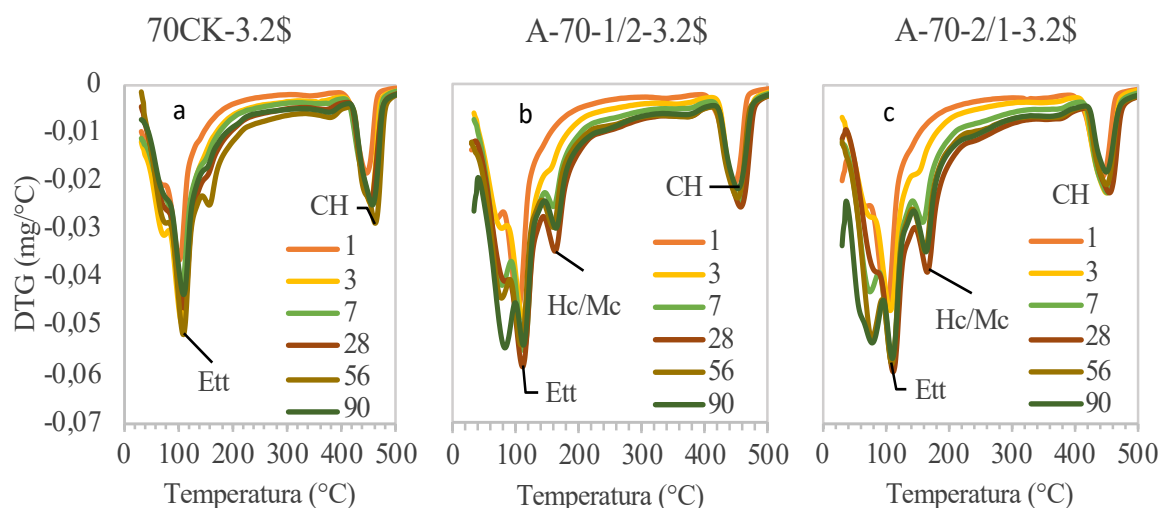 70CK-3.2$ A-70-1/2-3.2$ A-70-2/1-3.2$
DTG (mg/°C)
0
-0,01
-0,02
-0,03
-0,04
-0,05
-0,06
-0,07
a
CH
Ett
1
3
7
28
56
90
0 100 200 300 400 500
Temperatura (°C)
b
CH
Hc/Mc
Ett
1
3
7
28
56
90
0 100 200 300 400 500
Temperatura (°C)
c
CH
Hc/Mc
Ett
1
3
7
28
56
90
0 100 200 300 400 500
Temperatura (°C)